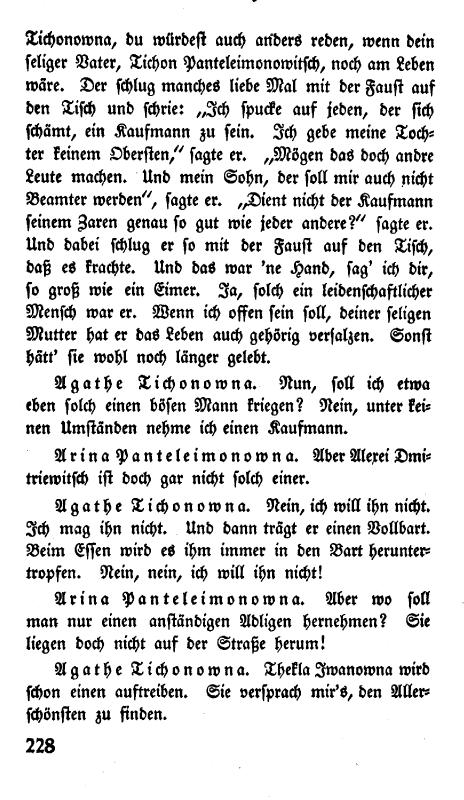 Tichonowna, du würdest auch anders reden, wenn dein
seliger Vater, Tichon Panteleimonowitsch, noch am Leben
wäre. Der schlug manches liebe Mal mit der Faust auf
den Tisch und schrie: „Ich spucke auf jeden, der sich
schämt, ein Kaufmann zu sein. Ich gebe meine Toch-
ter keinem Obersten,“ sagte er. „Mögen das doch andre
Leute machen. Und mein Sohn, der soll mir auch nicht
Beamter werden“, sagte er. „Dient nicht der Kaufmann
seinem Zaren genau so gut wie jeder andere?“ sagte er.
Und dabei schlug er so mit der Faust auf den Tisch,
daß es krachte. Und das war 'ne Hand, sag' ich dir,
so groß wie ein Eimer. Ja, solch ein leidenschaftlicher
Mensch war er. Wenn ich offen sein soll, deiner seligen
Mutter hat er das Leben auch gehörig versalzen. Sonst
hätt' sie wohl noch länger gelebt.
Agathe Tichonowna. Nun, soll ich etwa
eben solch einen bösen Mann kriegen? Nein, unter kei-
nen Umständen nehme ich einen Kaufmann.
Arina Panteleimonowna. Aber Alexei Dmi-
triewitsch ist doch gar nicht solch einer.
Agathe Tichonowna. Nein, ich will ihn nicht.
Ich mag ihn nicht. Und dann trägt er einen Vollbart.
Beim Essen wird es ihm immer in den Bart herunter-
tropfen. Nein, nein, ich will ihn nicht!
Arina Panteleimonowna. Aber wo soll
man nur einen anständigen Adligen hernehmen? Sie
liegen doch nicht auf der Straße herum!
Agathe Tichonowna. Thekla Iwanowna wird
schon einen auftreiben. Sie versprach mir's, den Aller-
schönsten zu finden.
228